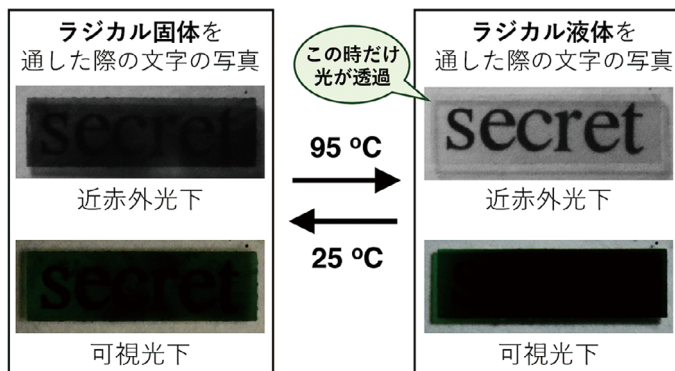 ラジカル固体を
通した際の文字の写真
secret
近赤外光下
secret
可視光下
95 ºC
25 ºC
この時だけ
光が透過
ラジカル液体を
通した際の文字の写真
secret
近赤外光下
可視光下